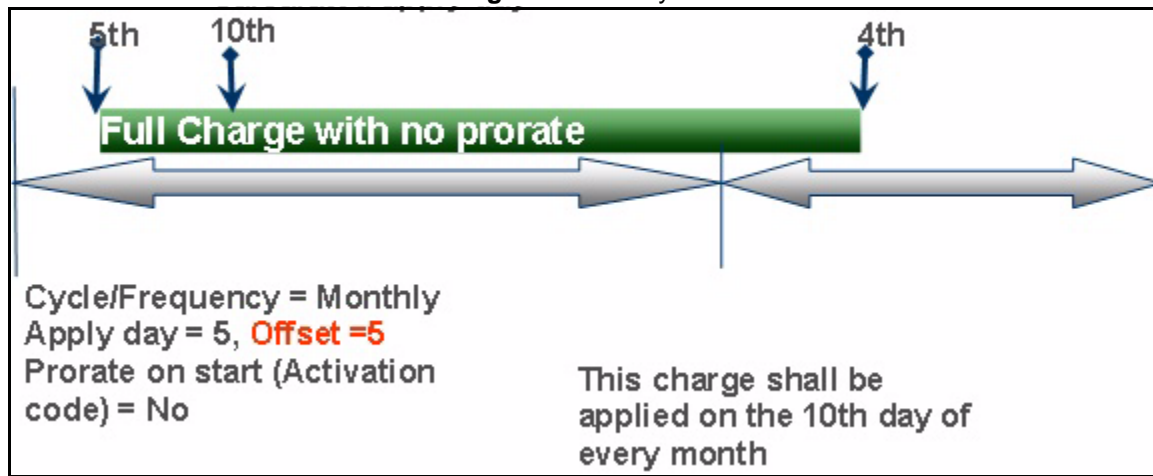 5th 10th 4th
Full Charge with no prorate
Cycle/Frequency = Monthly
Apply day = 5, Offset =5
Prorate on start (Activation
code) = No
This charge shall be
applied on the 10th day of
every month